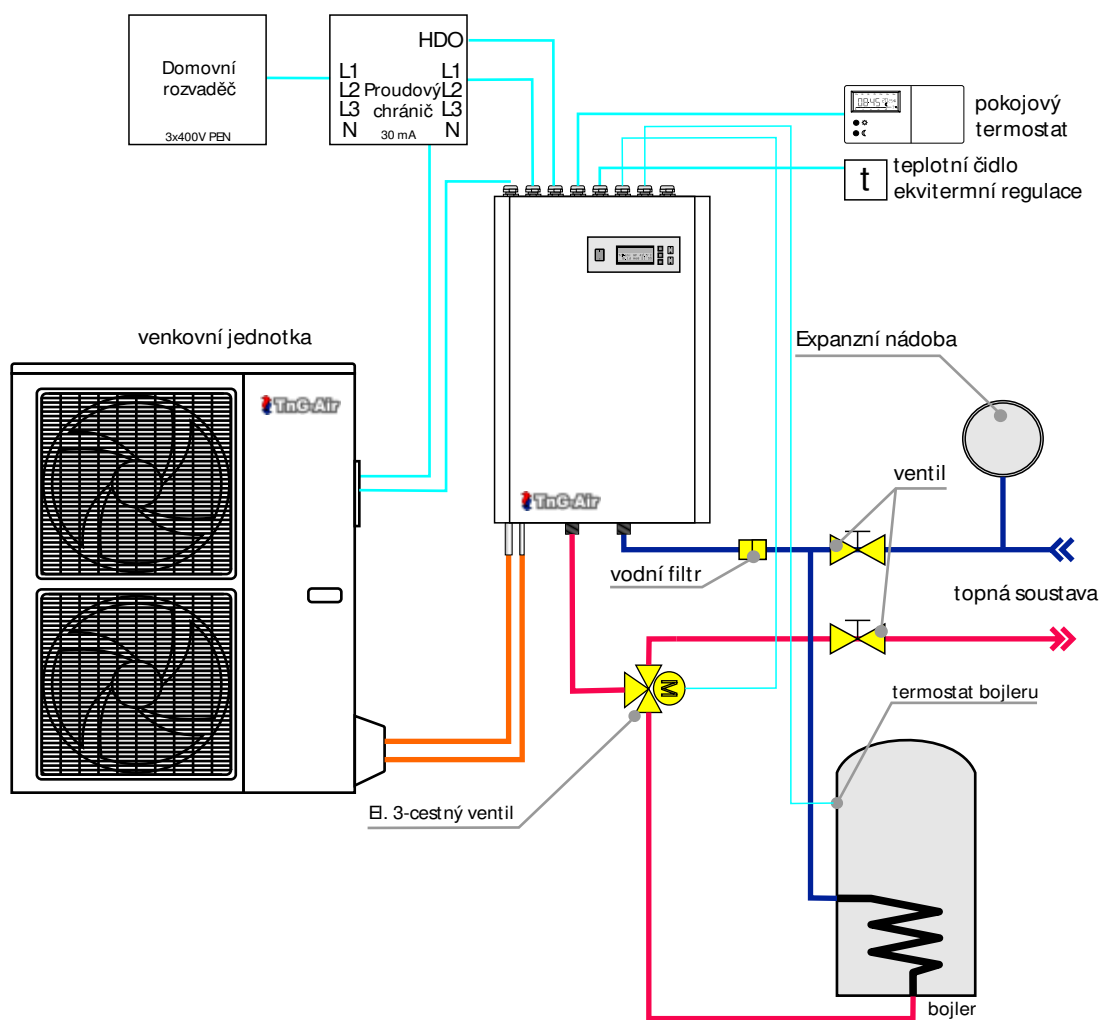 Domovní
rozvaděč
3x400V PEN
HDO
L1
L2
L3
N
Proudový
chránič
30 mA
L1
L2
L3
N
08:45
pokojový
termostat
t
teplotní čidlo
ekvitermní regulace
venkovní jednotka
TnG-Air
TnG-Air
Expanzní nádoba
ventil
vodní filtr
topná soustava
M
termostat bojleru
El. 3-cestný ventil
bojler